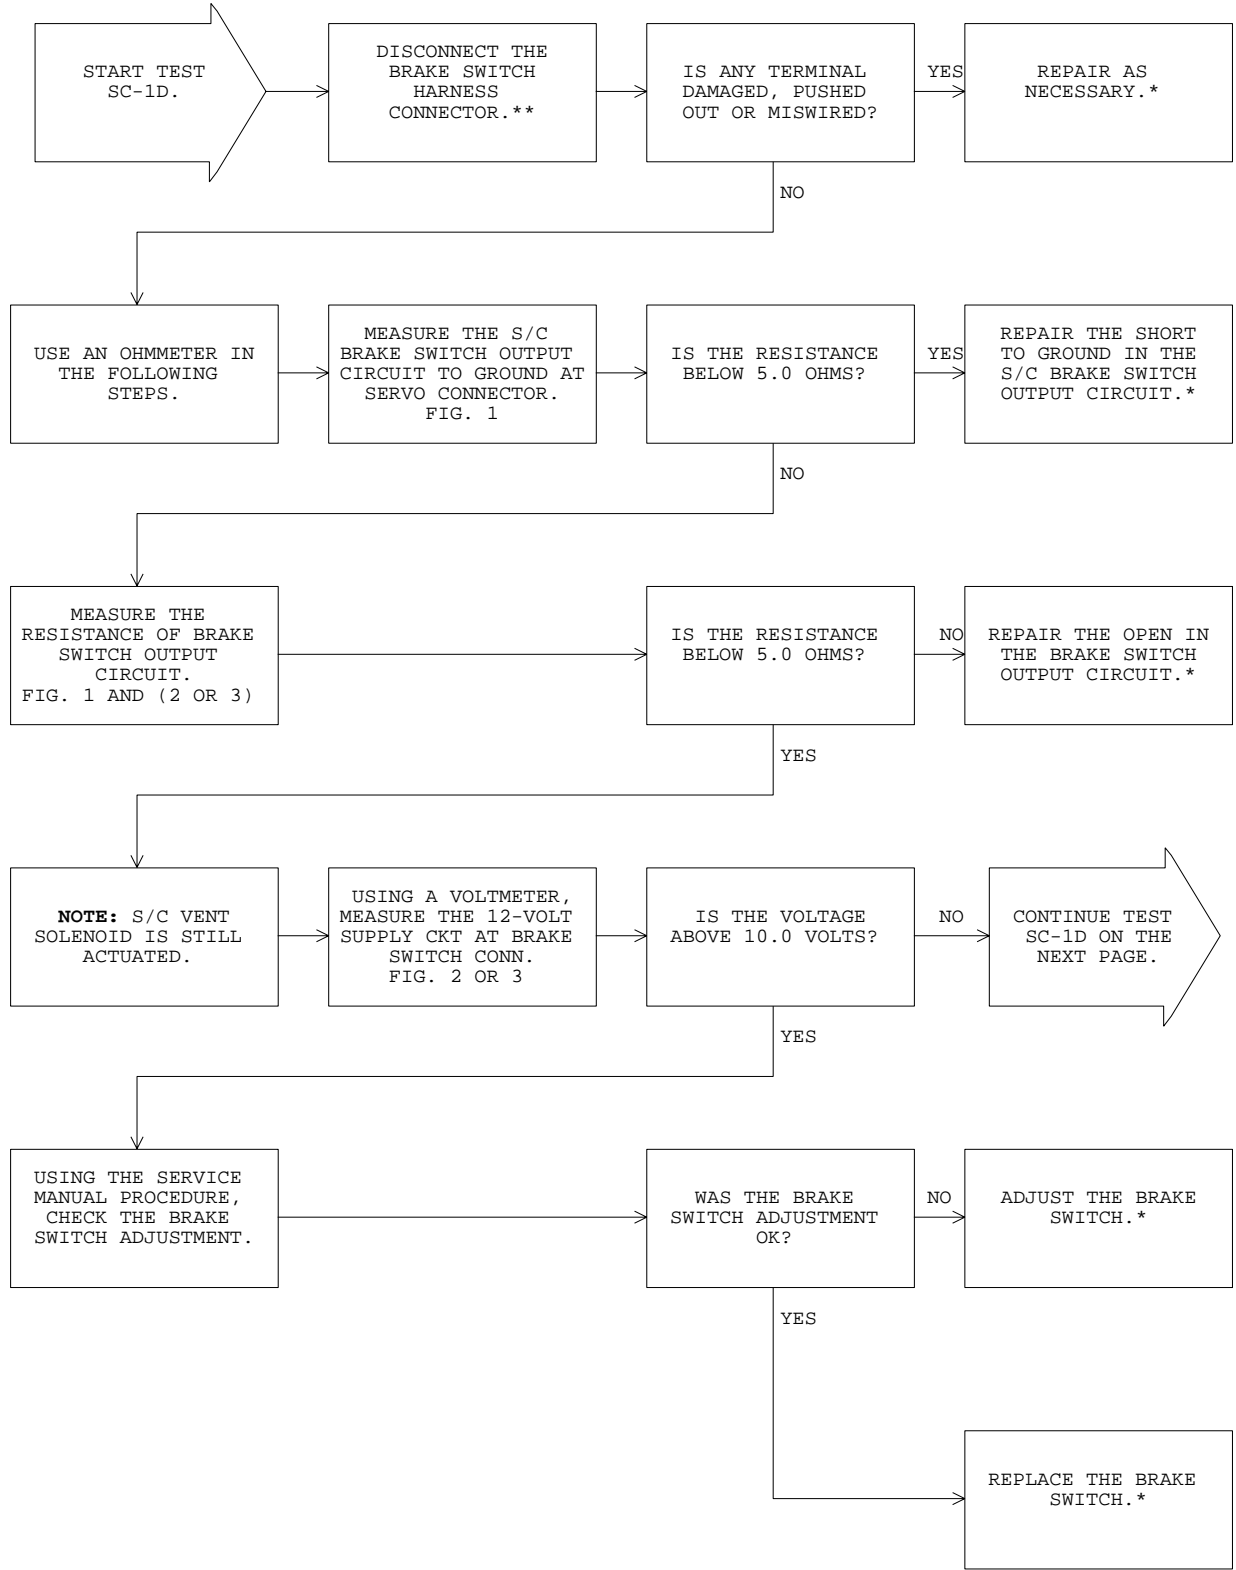 START TEST
SC-1D.
DISCONNECT THE
BRAKE SWITCH
HARNESS
CONNECTOR.**
IS ANY TERMINAL
DAMAGED, PUSHED
OUT OR MISWIRED?
YES
REPAIR AS
NECESSARY.*
NO
USE AN OHMMETER IN
THE FOLLOWING
STEPS.
MEASURE THE S/C
BRAKE SWITCH OUTPUT
CIRCUIT TO GROUND AT
SERVO CONNECTOR.
FIG. 1
IS THE RESISTANCE
BELOW 5.0 OHMS?
YES
REPAIR THE SHORT
TO GROUND IN THE
S/C BRAKE SWITCH
OUTPUT CIRCUIT.*
NO
MEASURE THE
RESISTANCE OF BRAKE
SWITCH OUTPUT
CIRCUIT.
FIG. 1 AND (2 OR 3)
IS THE RESISTANCE
BELOW 5.0 OHMS?
NO
REPAIR THE OPEN IN
THE BRAKE SWITCH
OUTPUT CIRCUIT.*
YES
NOTE: S/C VENT
SOLENOID IS STILL
ACTUATED.
USING A VOLTMETER,
MEASURE THE 12-VOLT
SUPPLY CKT AT BRAKE
SWITCH CONN.
FIG. 2 OR 3
IS THE VOLTAGE
ABOVE 10.0 VOLTS?
NO
CONTINUE TEST
SC-1D ON THE
NEXT PAGE.
YES
USING THE SERVICE
MANUAL PROCEDURE,
CHECK THE BRAKE
SWITCH ADJUSTMENT.
WAS THE BRAKE
SWITCH ADJUSTMENT
OK?
NO
ADJUST THE BRAKE
SWITCH.*
YES
REPLACE THE BRAKE
SWITCH.*